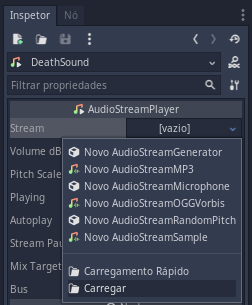 Inspetor Nó
DeathSound
Filtrar propriedades
AudioStreamPlayer
Stream [vazio]
Volume dB
Pitch Scale
Playing
Autoplay
Stream Pau
Mix Target
Bus
Novo AudioStreamGenerator
Novo AudioStreamMP3
Novo AudioStreamMicrophone
Novo AudioStreamOGGVorbis
Novo AudioStreamRandomPitch
Novo AudioStreamSample
Carregamento Rápido
Carregar